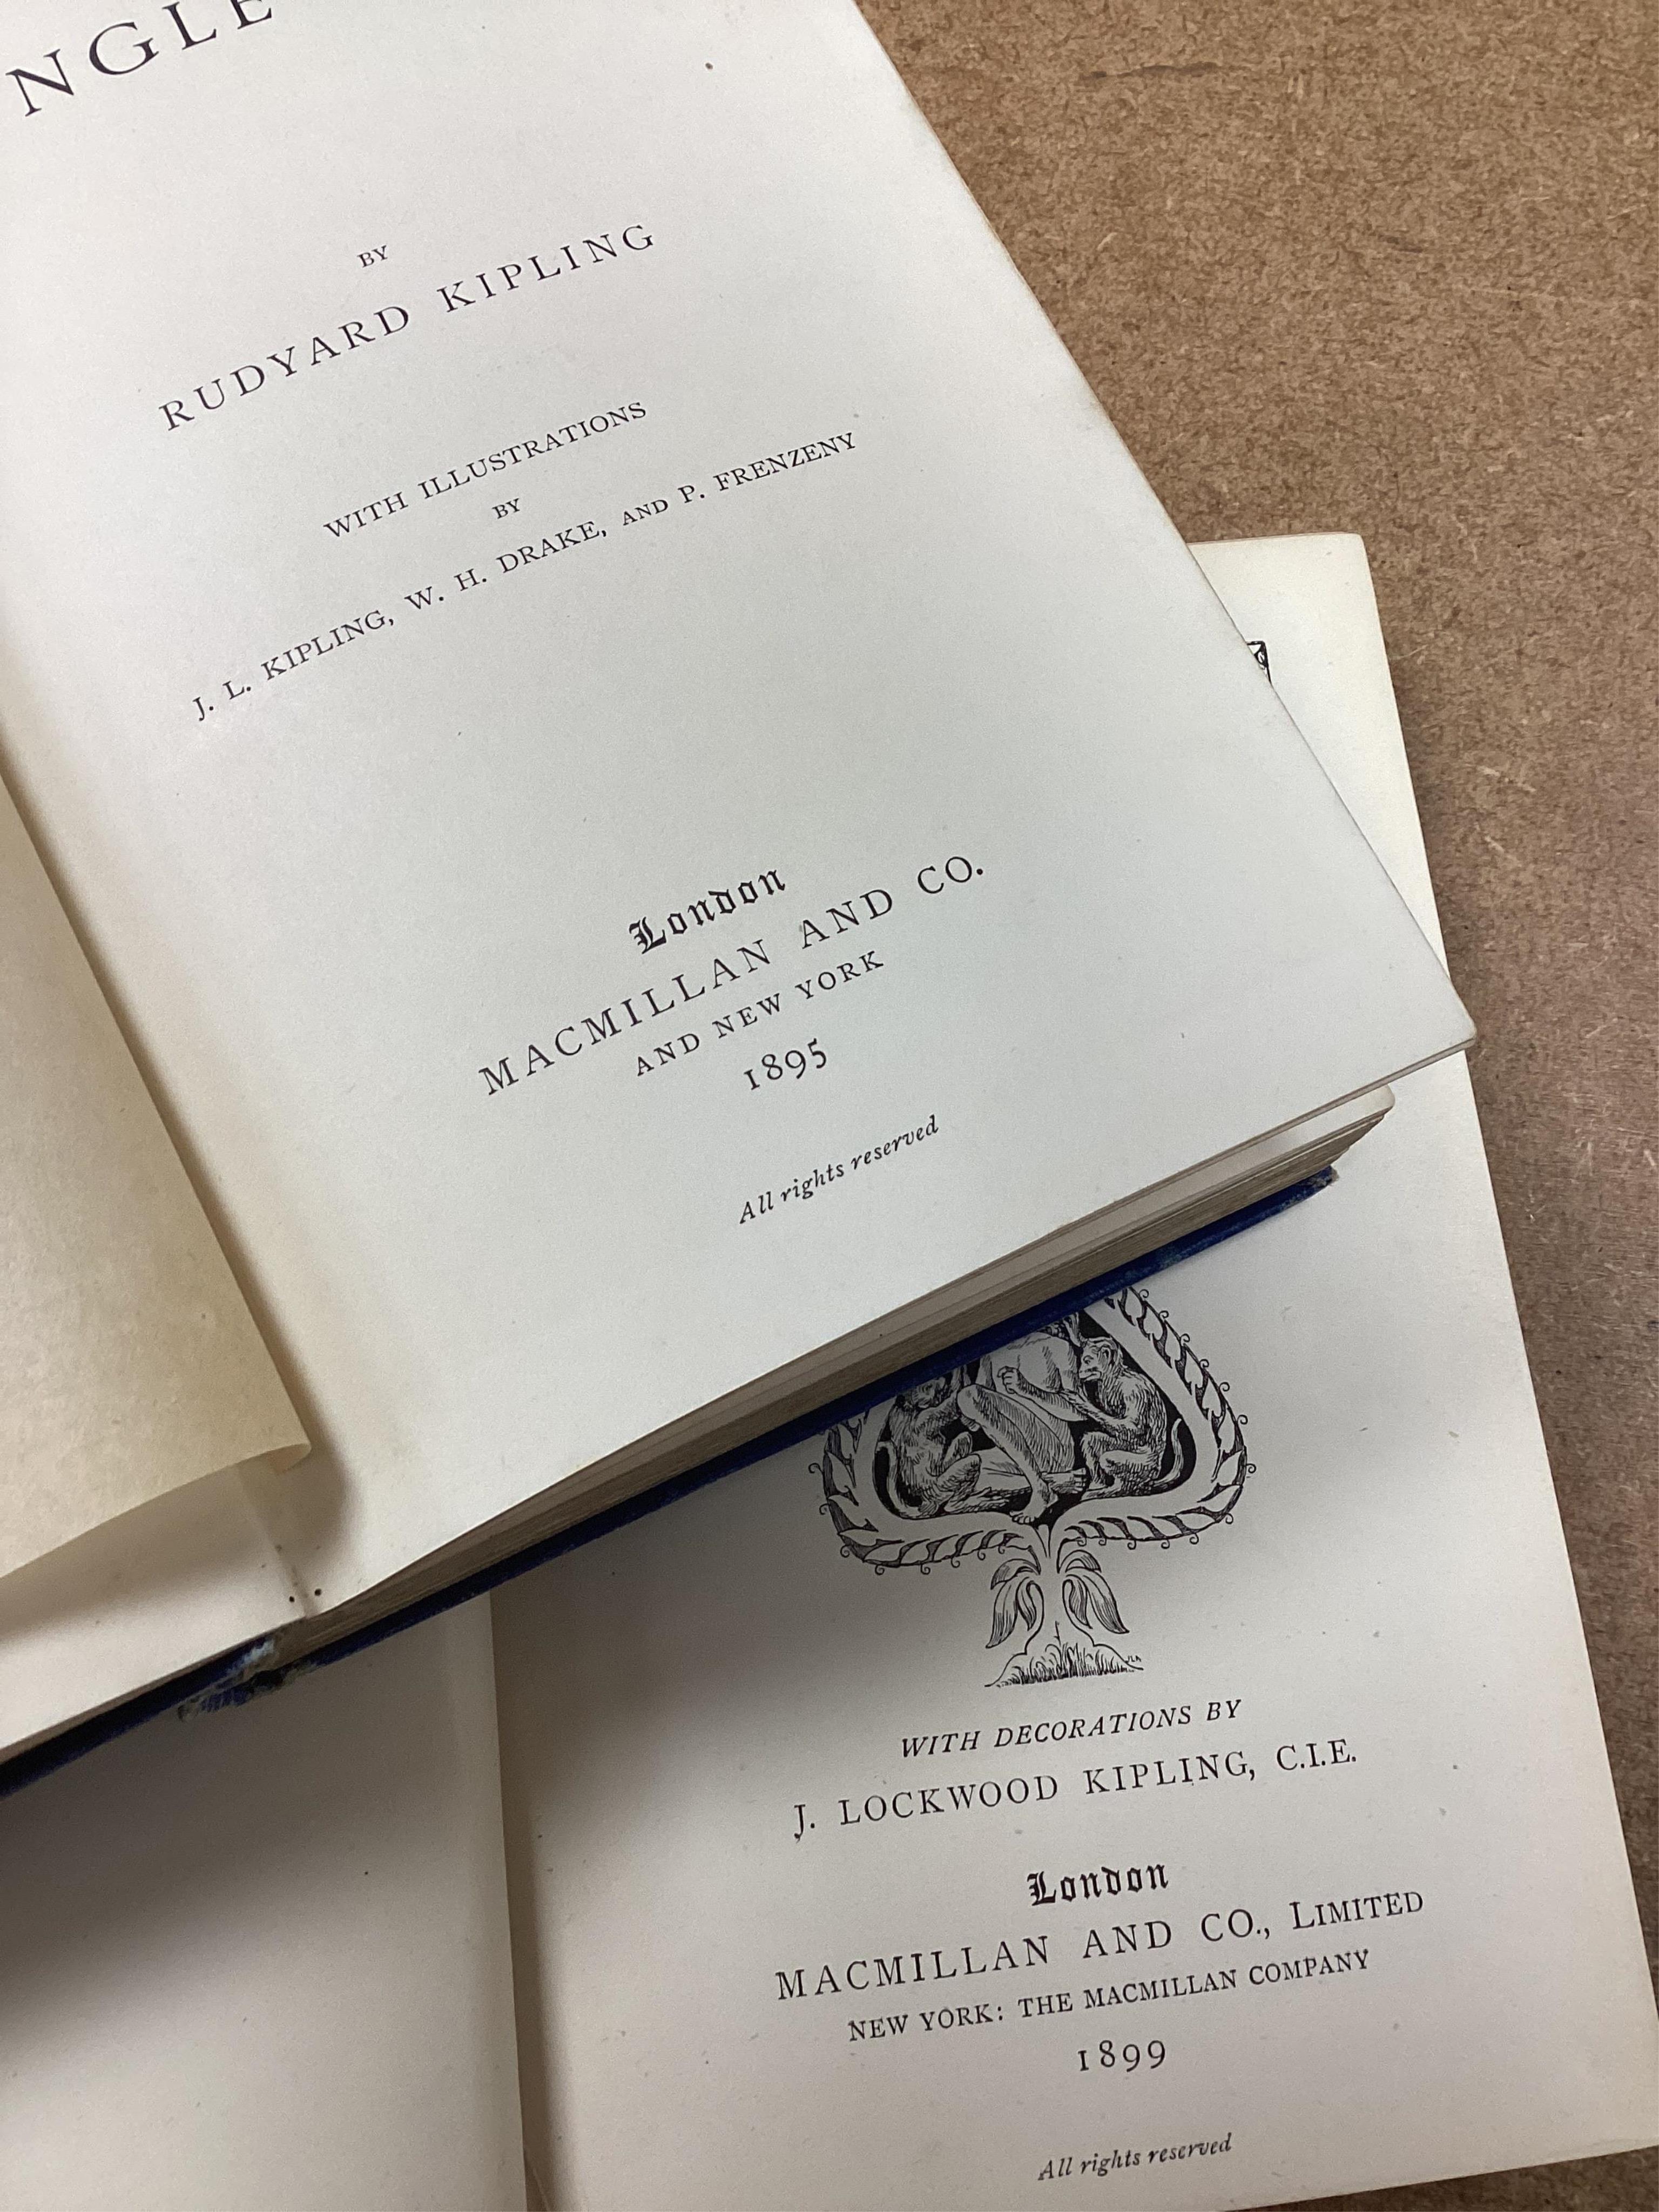 NGLE
BY
RUDYARD KIPLING
WITH ILLUSTRATIONS
BY
J. L. KIPLING, W. H. DRAKE, AND P. FRENZENY
London
MACMILLAN AND CO.
AND NEW YORK
1895
All rights reserved
WITH DECORATIONS BY
J. LOCKWOOD KIPLING, C.I.E.
London
MACMILLAN AND CO., LIMITED
NEW YORK: THE MACMILLAN COMPANY
1899
All rights reserved